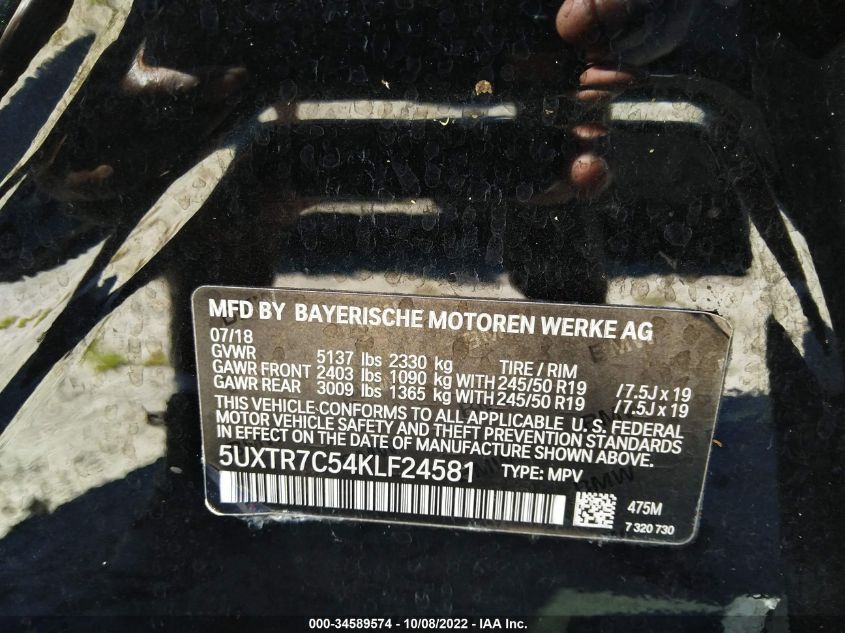 MFD BY BAYERISCHE MOTOREN WERKE AG
07/18
GVWR 5137 lbs 2330 kg TIRE / RIM
GAWR FRONT 2403 lbs 1090 kg WITH 245/50 R19 / 7.5J x 19
GAWR REAR 3009 lbs 1365 kg WITH 245/50 R19 / 7.5J x 19
THIS VEHICLE CONFORMS TO ALL APPLICABLE U. S. FEDERAL
MOTOR VEHICLE SAFETY AND THEFT PREVENTION STANDARDS
IN EFFECT ON THE DATE OF MANUFACTURE SHOWN ABOVE.
5UXTR7C54KLF24581 TYPE: MPV
475M
7 320 730
000-34589574 - 10/08/2022 - IAA Inc.